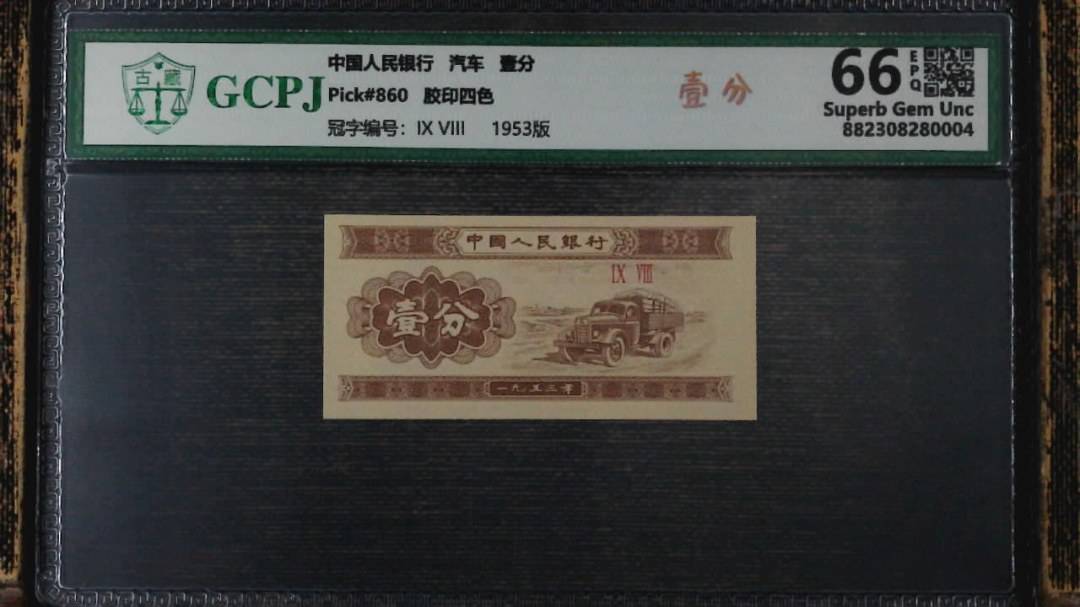 古藏
GCPJ
中国人民银行 汽车 壹分
Pick#860 胶印四色
冠字编号：IX VIII 1953版
壹分
66
EPQ
Superb Gem Unc
882308280004
中國人民銀行
IX VIII
壹分
一九五三年